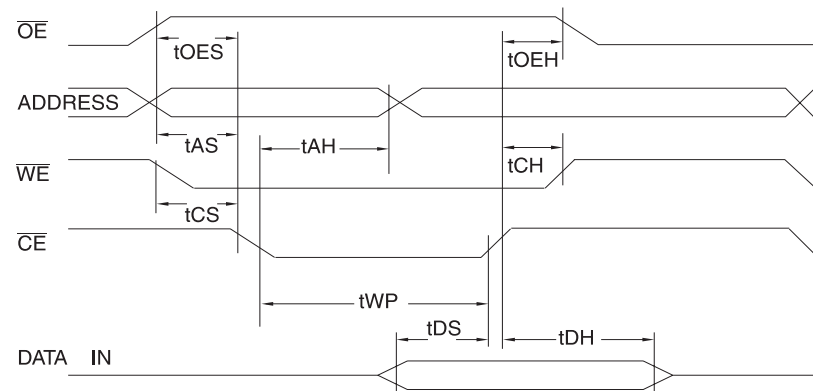 OE
tOES
tOEH
ADDRESS
tAS
tAH
tCH
WE
tCS
CE
tWP
tDS
tDH
DATA IN